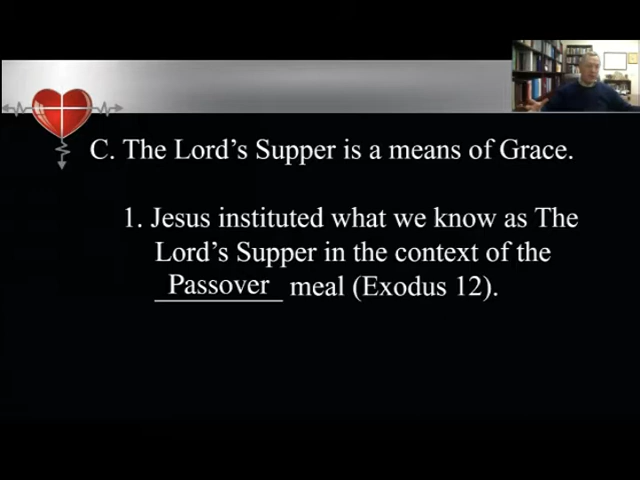 C. The Lord’s Supper is a means of Grace.
1. Jesus instituted what we know as The
Lord’s Supper in the context of the
Passover meal (Exodus 12).